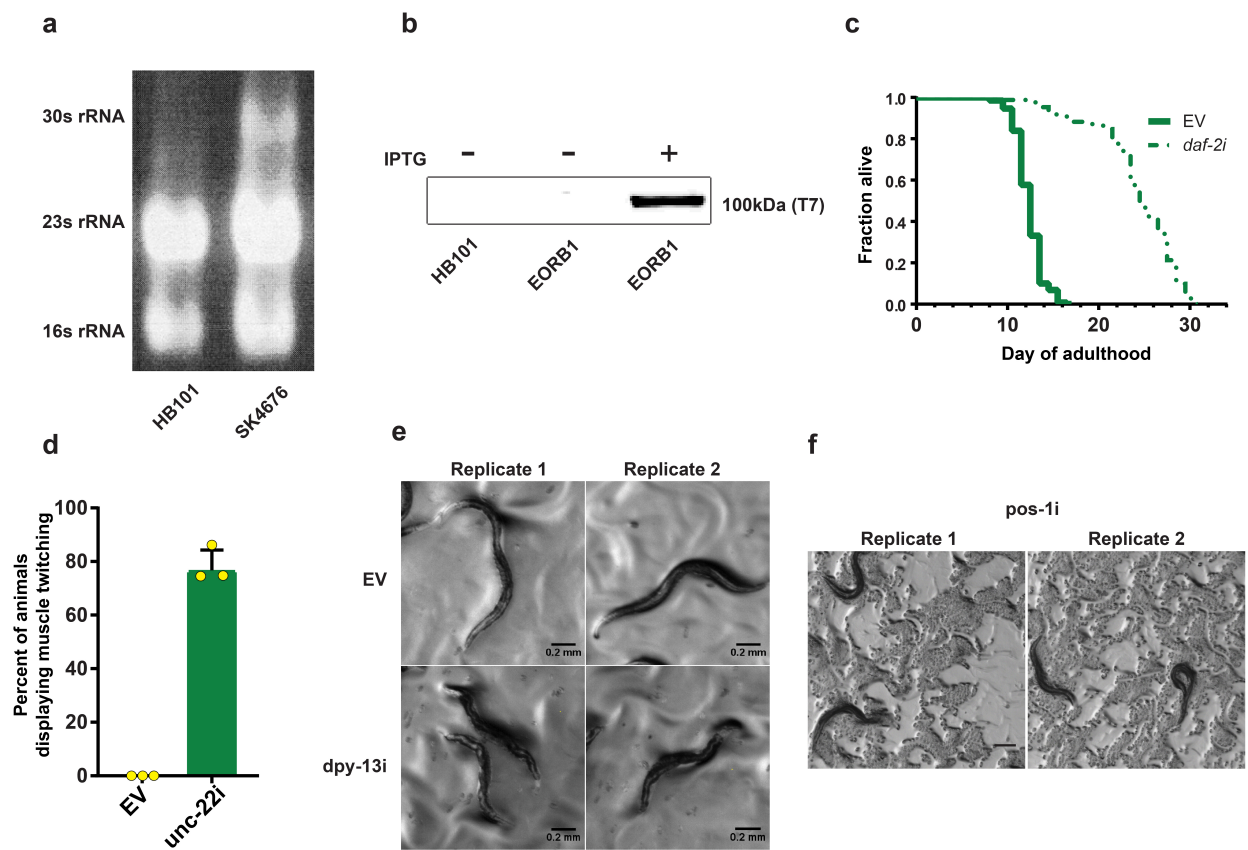 a
30s rRNA
23s rRNA
16s rRNA
HB101
SK4676
b
IPTG − − +
100kDa (T7)
HB101
EORB1
EORB1
c
Fraction alive
1.0
0.8
0.6
0.4
0.2
0.0
0 10 20 30
Day of adulthood
EV
daf-2i
d
Percent of animals
displaying muscle twitching
100
80
60
40
20
0
EV
unc-22i
e
Replicate 1
Replicate 2
EV
0.2 mm
0.2 mm
dpy-13i
0.2 mm
0.2 mm
f
pos-1i
Replicate 1
Replicate 2